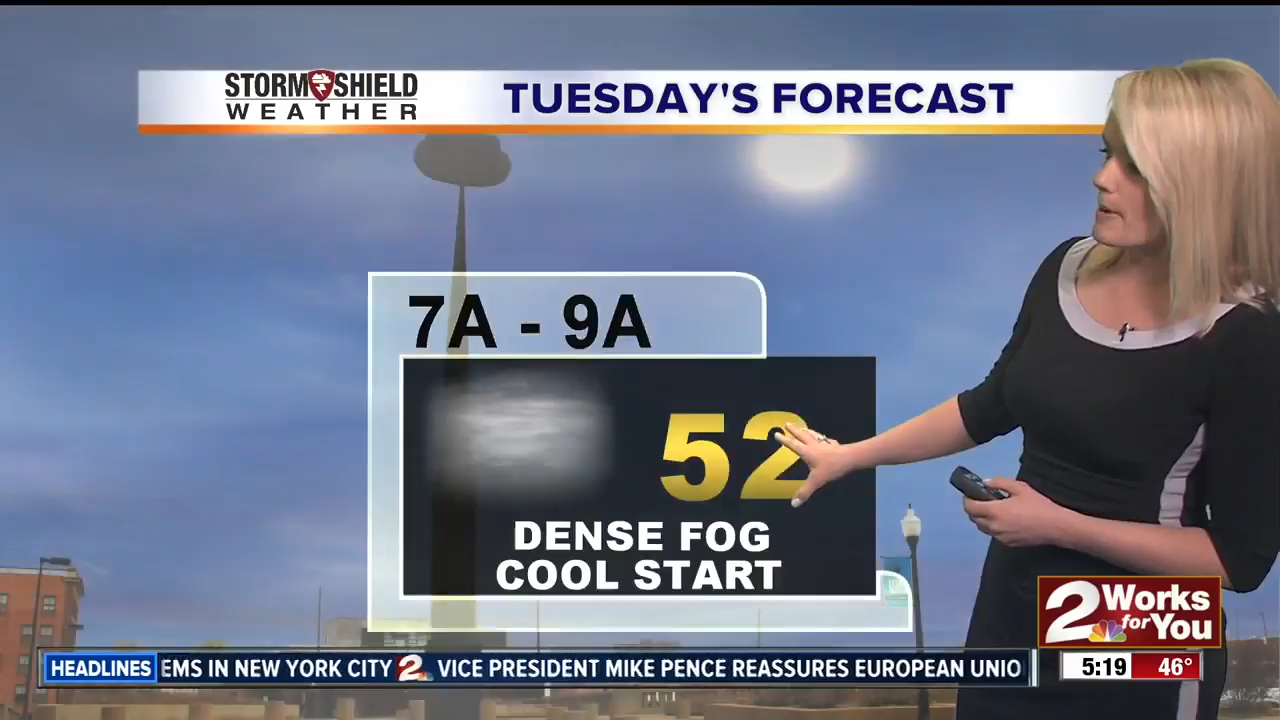 STORM SHIELD
WEATHER
TUESDAY'S FORECAST
7A - 9A
52
DENSE FOG
COOL START
2 Works
for You
HEADLINES EMS IN NEW YORK CITY 2 VICE PRESIDENT MIKE PENCE REASSURES EUROPEAN UNIO
5:19 46°